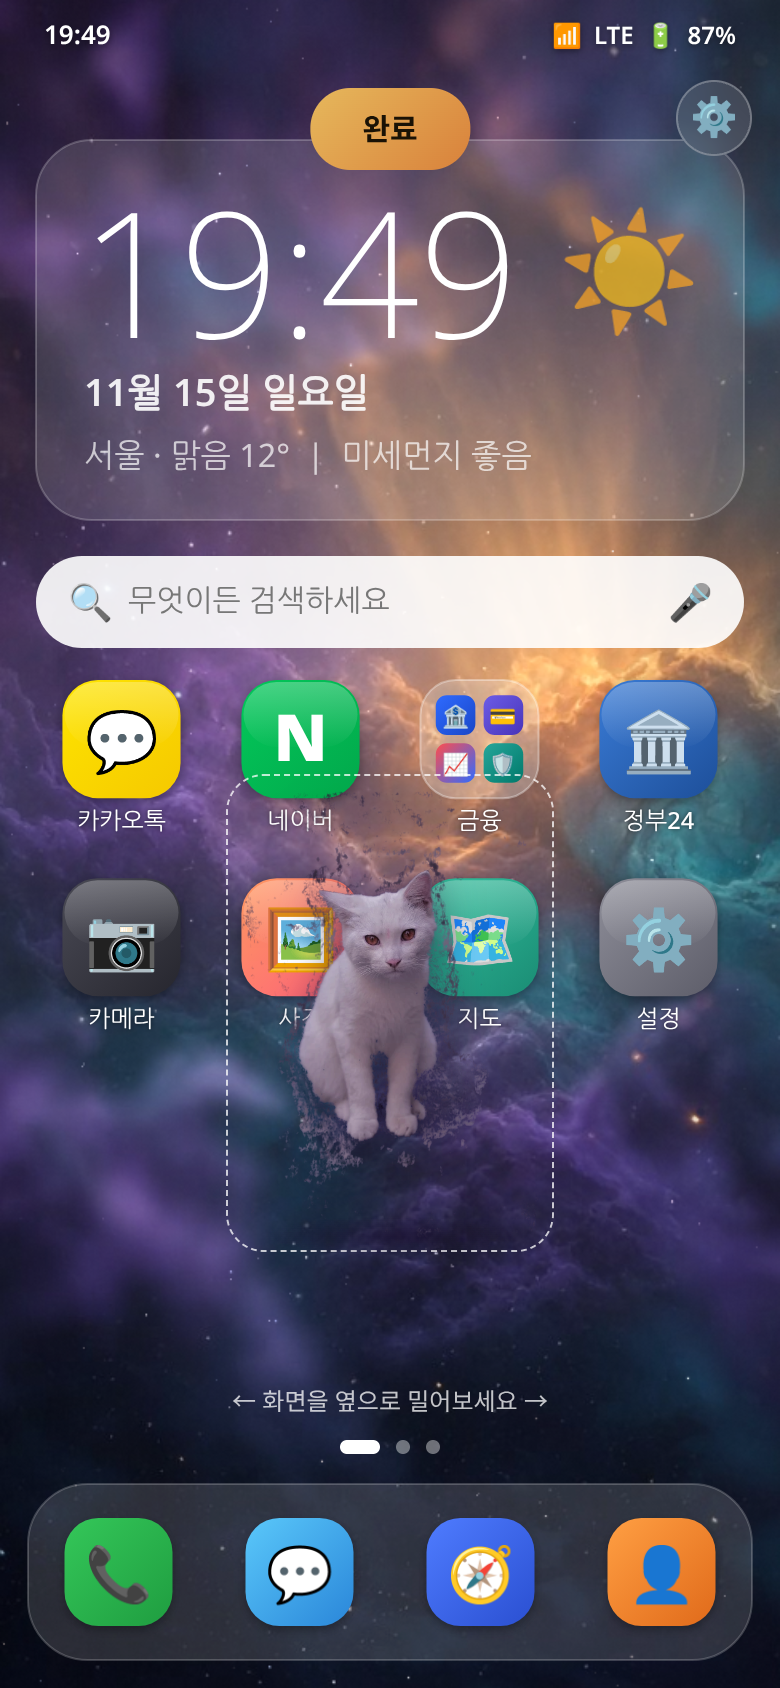 19:49
LTE 87%
완료
19:49
11월 15일 일요일
서울 · 맑음 12° | 미세먼지 좋음
무엇이든 검색하세요
N
카카오톡 네이버 금융 정부24
카메라 지도 설정
← 화면을 옆으로 밀어보세요 →